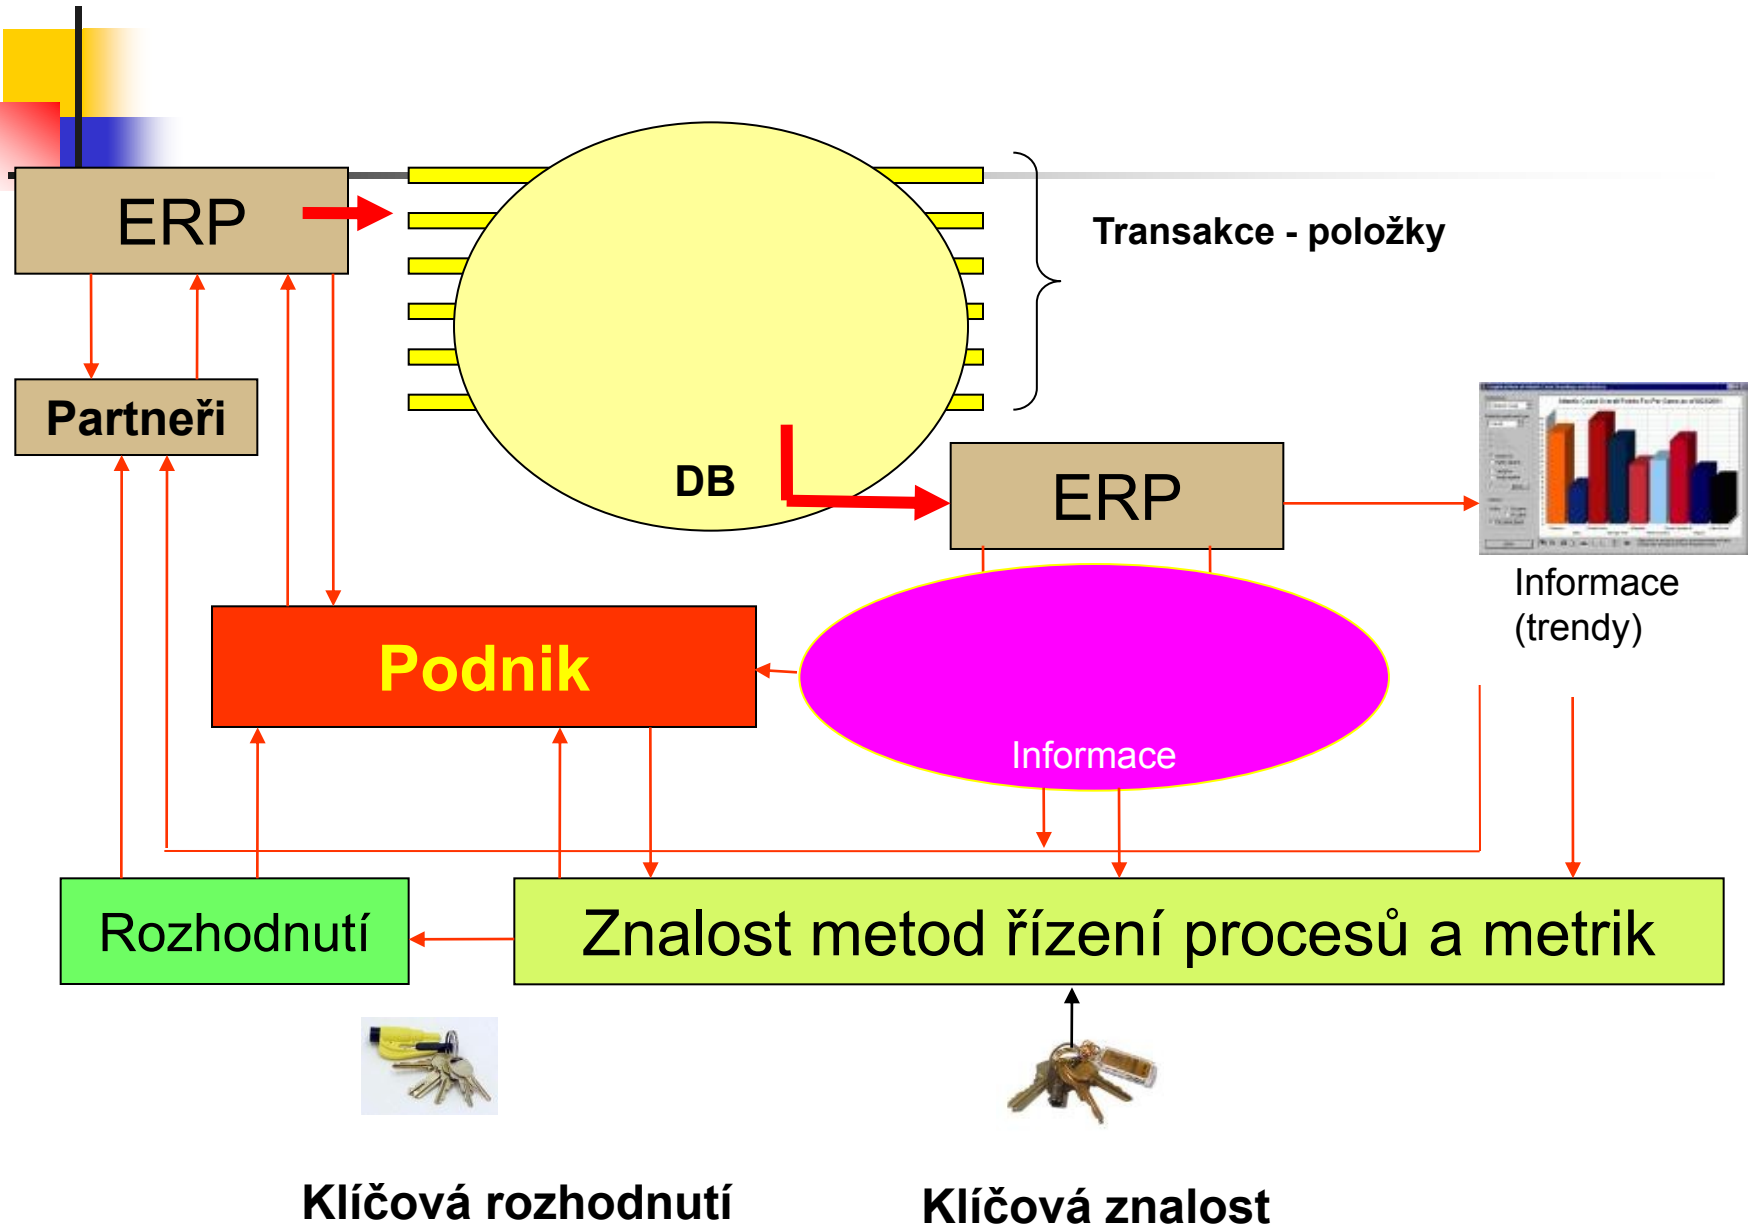 ERP
Transakce - položky
Partneři
DB
ERP
Informace
(trendy)
Podnik
Informace
Rozhodnutí
Znalost metod řízení procesů a metrik
Klíčová rozhodnutí
Klíčová znalost